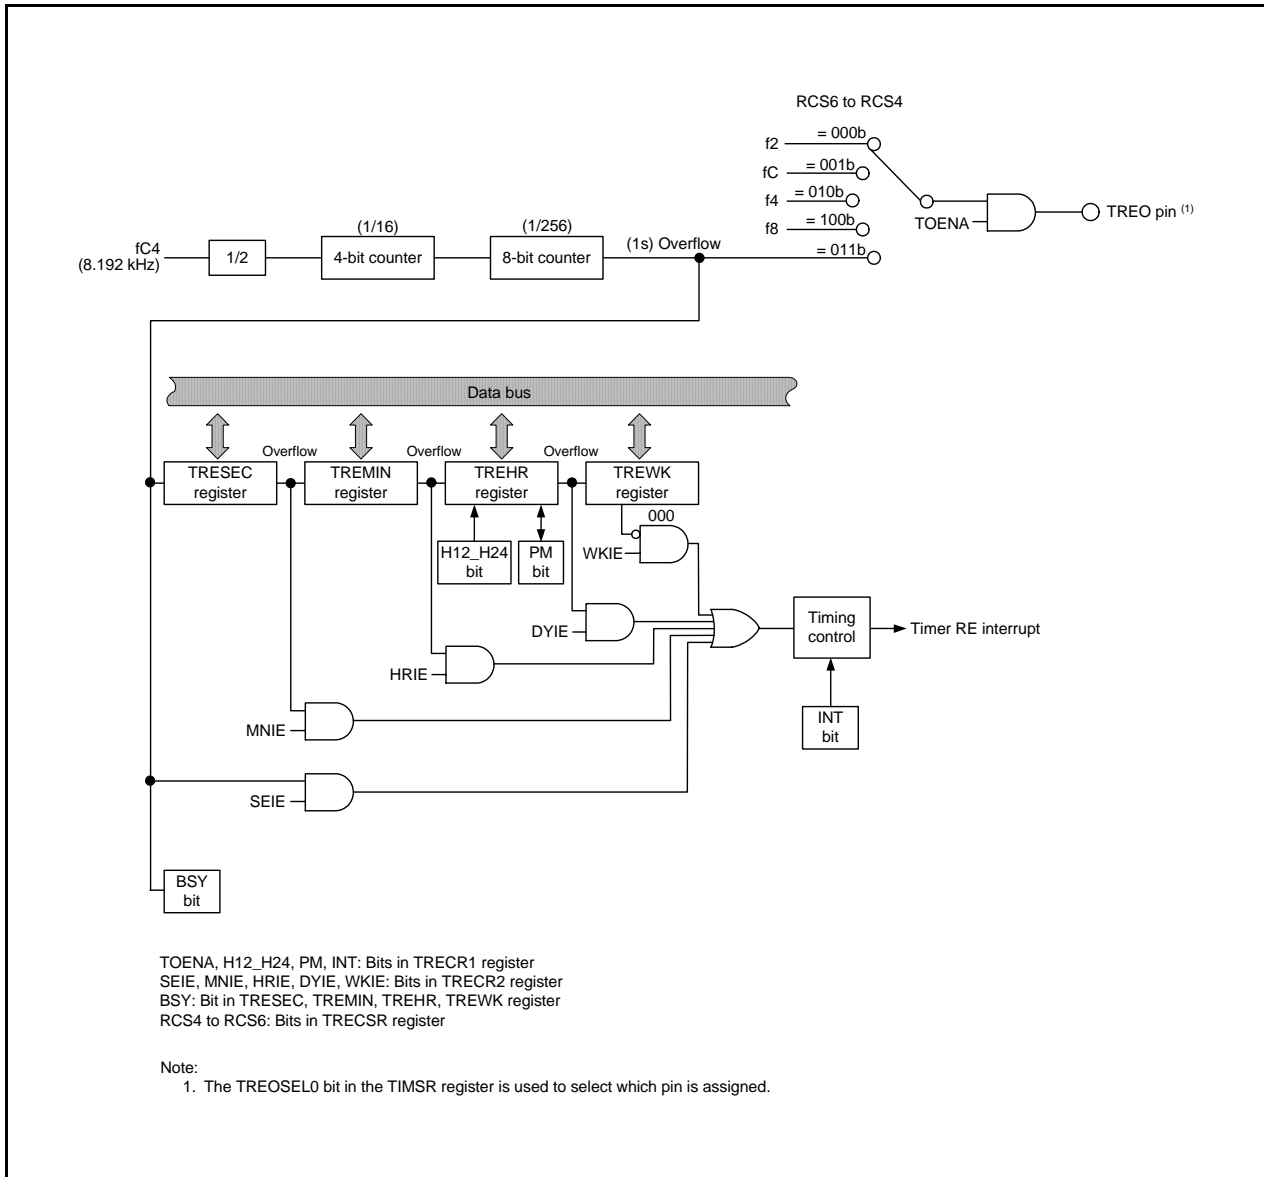 RCS6 to RCS4
f2
= 000b
fC
= 001b
f4
= 010b
f8
= 100b
= 011b
TOENA
TREO pin (1)
fC4
(8.192 kHz)
1/2
(1/16)
4-bit counter
(1/256)
8-bit counter
(1s) Overflow
Data bus
Overflow
Overflow
Overflow
TRESEC
register
TREMIN
register
TREHR
register
TREWK
register
000
H12_H24
bit
PM
bit
WKIE
DYIE
HRIE
MNIE
SEIE
Timing
control
Timer RE interrupt
INT
bit
BSY
bit
TOENA, H12_H24, PM, INT: Bits in TRECR1 register
SEIE, MNIE, HRIE, DYIE, WKIE: Bits in TRECR2 register
BSY: Bit in TRESEC, TREMIN, TREHR, TREWK register
RCS4 to RCS6: Bits in TRECSR register
Note:
1. The TREOSEL0 bit in the TIMSR register is used to select which pin is assigned.